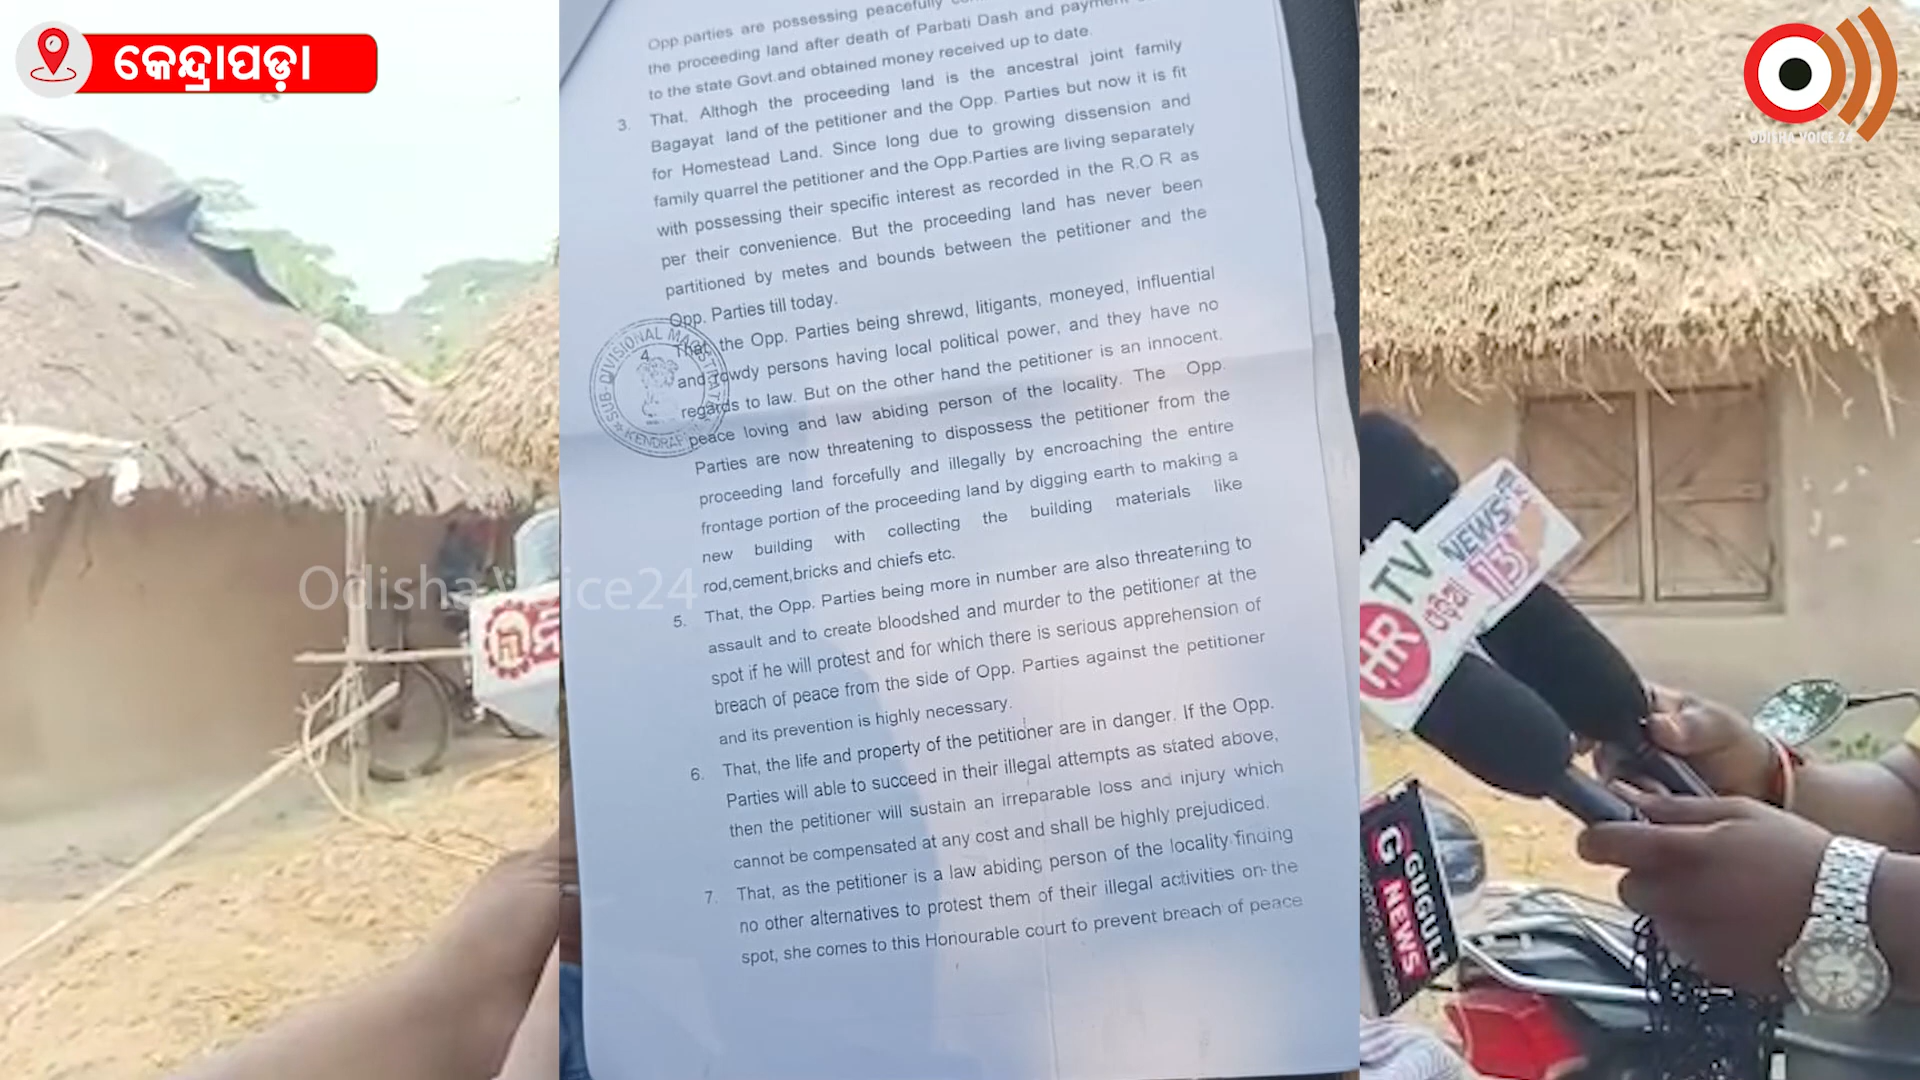 କେନ୍ଦ୍ରାପଡ଼ା
ODISHA VOICE 24
Opp parties are possessing peacefully
the proceeding land after death of Parbati Dash and payment
to the state Govt.and obtained money received up to date.
3. That. Althogh the proceeding land is the ancestral joint family
Bagayat land of the petitioner and the Opp. Parties but now it is fit
for Homestead Land. Since long due to growing dissension and
family quarrel the petitioner and the Opp.Parties are living separately
with possessing their specific interest as recorded in the R.O.R as
per their convenience. But the proceeding land has never been
partitioned by metes and bounds between the petitioner and the
Opp. Parties till today.
4. That, the Opp. Parties being shrewd, litigants, moneyed, influential
and rowdy persons having local political power, and they have no
regards to law. But on the other hand the petitioner is an innocent.
peace loving and law abiding person of the locality. The Opp.
Parties are now threatening to dispossess the petitioner from the
proceeding land forcefully and illegally by encroaching the entire
frontage portion of the proceeding land by digging earth to making a
new building with collecting the building materials like
rod,cement,bricks and chiefs etc.
5. That, the Opp. Parties being more in number are also threatening to
assault and to create bloodshed and murder to the petitioner at the
spot if he will protest and for which there is serious apprehension of
breach of peace from the side of Opp. Parties against the petitioner
and its prevention is highly necessary.
6. That, the life and property of the petitioner are in danger. If the Opp.
Parties will able to succeed in their illegal attempts as stated above,
then the petitioner will sustain an irreparable loss and injury which
cannot be compensated at any cost and shall be highly prejudiced.
7. That, as the petitioner is a law abiding person of the locality finding
no other alternatives to protest them of their illegal activities on the
spot, she comes to this Honourable court to prevent breach of peace
SUB-DIVISIONAL
KENDRAP
Odisha Voice24
HR TV
ଓଡ଼ିଆ
NEWS
13
GUGULI
G NEWS